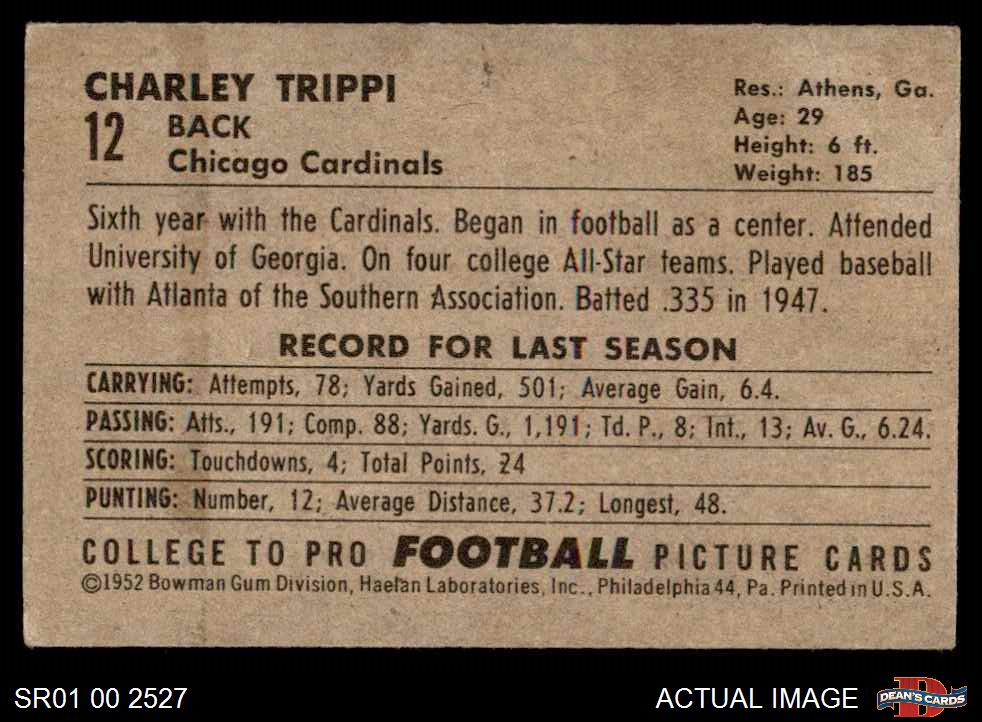 CHARLEY TRIPPI
12 BACK
Chicago Cardinals
Res.: Athens, Ga.
Age: 29
Height: 6 ft.
Weight: 185
Sixth year with the Cardinals. Began in football as a center. Attended
University of Georgia. On four college All-Star teams. Played baseball
with Atlanta of the Southern Association. Batted .335 in 1947.
RECORD FOR LAST SEASON
CARRYING: Attempts, 78; Yards Gained, 501; Average Gain, 6.4.
PASSING: Atts., 191; Comp. 88; Yards. G., 1,191; Td. P., 8; Int., 13; Av. G., 6.24.
SCORING: Touchdowns, 4; Total Points, 24
PUNTING: Number, 12; Average Distance, 37.2; Longest, 48.
COLLEGE TO PRO FOOTBALL PICTURE CARDS
©1952 Bowman Gum Division, Haelan Laboratories, Inc., Philadelphia 44, Pa. Printed in U.S.A.
SR01 00 2527
ACTUAL IMAGE
D
DEAN'S CARDS